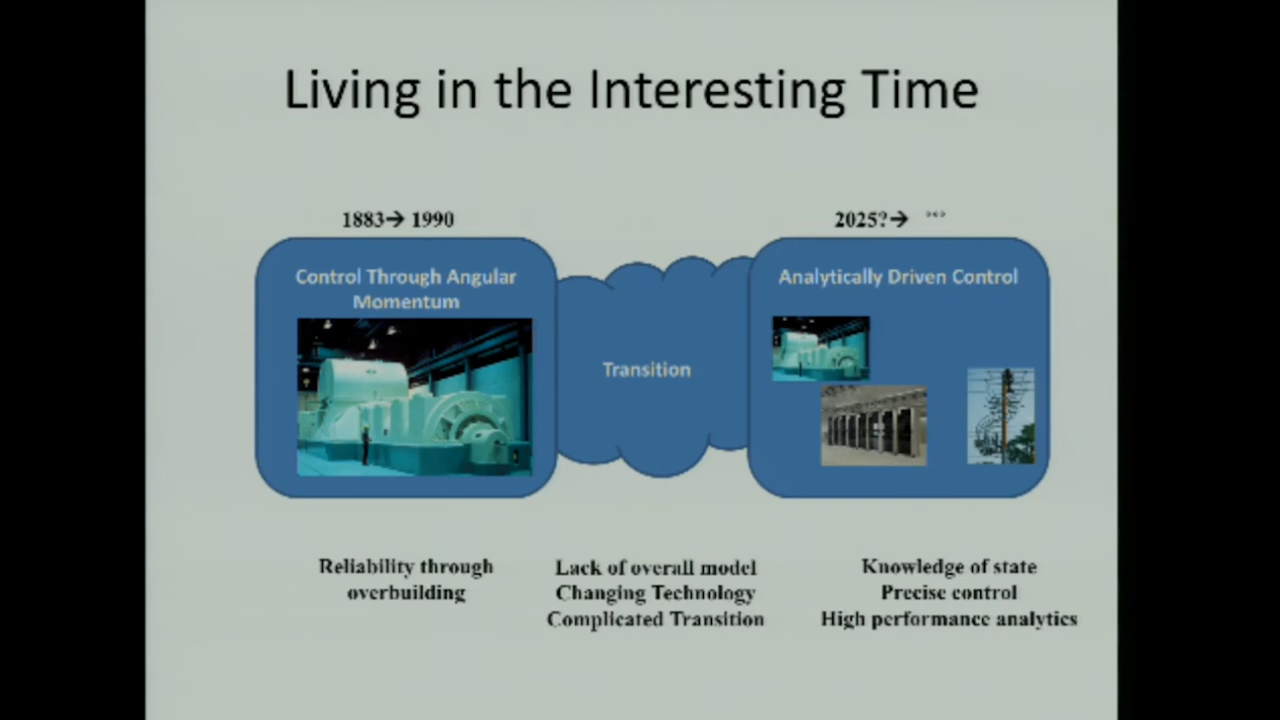 Living in the Interesting Time
1883→ 1990
2025?→ °°°
Control Through Angular
Momentum
Transition
Analytically Driven Control
Reliability through
overbuilding
Lack of overall model
Changing Technology
Complicated Transition
Knowledge of state
Precise control
High performance analytics